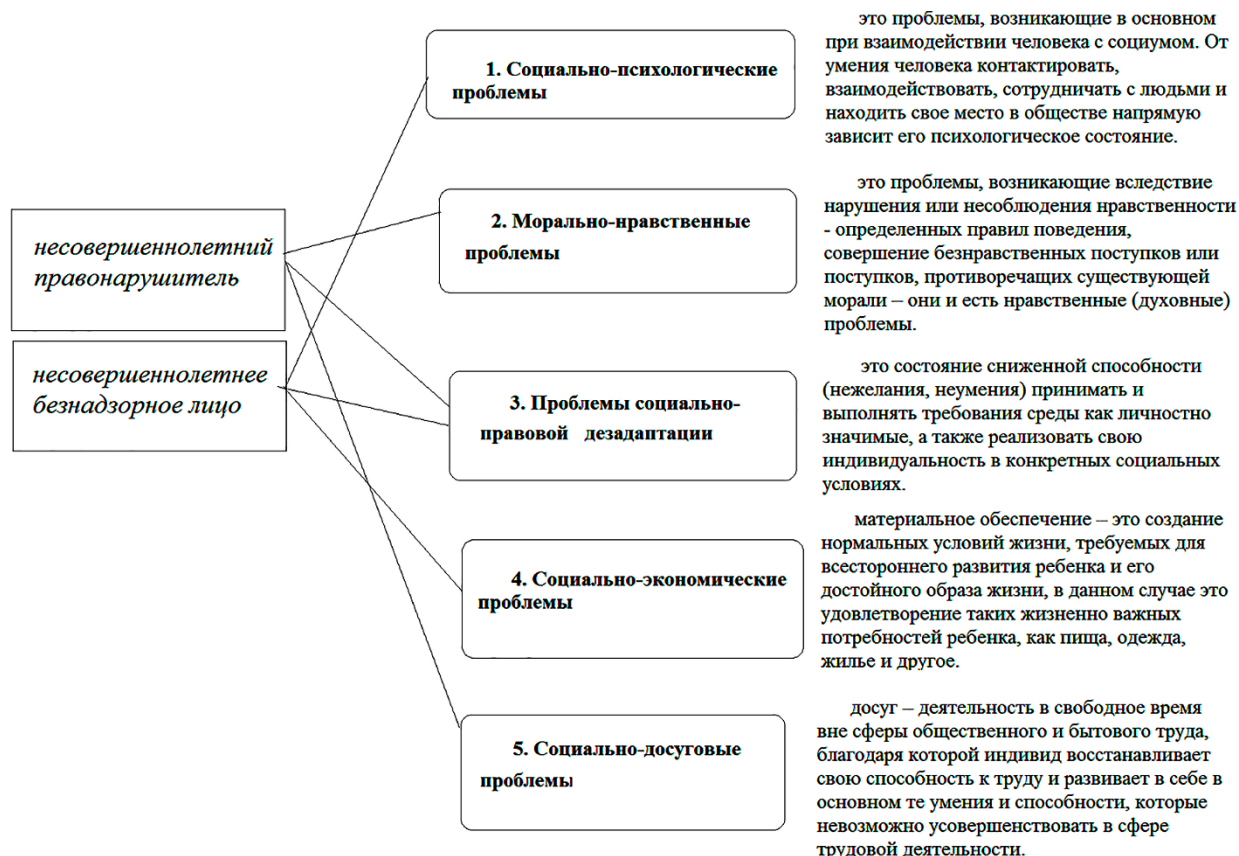 несовершеннолетний
правонарушитель
несовершеннолетнее
безнадзорное лицо
1. Социально-психологические
проблемы
это проблемы, возникающие в основном
при взаимодействии человека с социумом. От
умения человека контактировать,
взаимодействовать, сотрудничать с людьми и
находить свое место в обществе напрямую
зависит его психологическое состояние.
2. Морально-нравственные
проблемы
это проблемы, возникающие вследствие
нарушения или несоблюдения нравственности
- определенных правил поведения,
совершение безнравственных поступков или
поступков, противоречащих существующей
морали – они и есть нравственные (духовные)
проблемы.
3. Проблемы социально-
правовой дезадаптации
это состояние сниженной способности
(нежелания, неумения) принимать и
выполнять требования среды как личностно
значимые, а также реализовать свою
индивидуальность в конкретных социальных
условиях.
4. Социально-экономические
проблемы
материальное обеспечение – это создание
нормальных условий жизни, требуемых для
всестороннего развития ребенка и его
достойного образа жизни, в данном случае это
удовлетворение таких жизненно важных
потребностей ребенка, как пища, одежда,
жилье и другое.
5. Социально-досуговые
проблемы
досуг – деятельность в свободное время
вне сферы общественного и бытового труда,
благодаря которой индивид восстанавливает
свою способность к труду и развивает в себе в
основном те умения и способности, которые
невозможно усовершенствовать в сфере
трудовой деятельности.